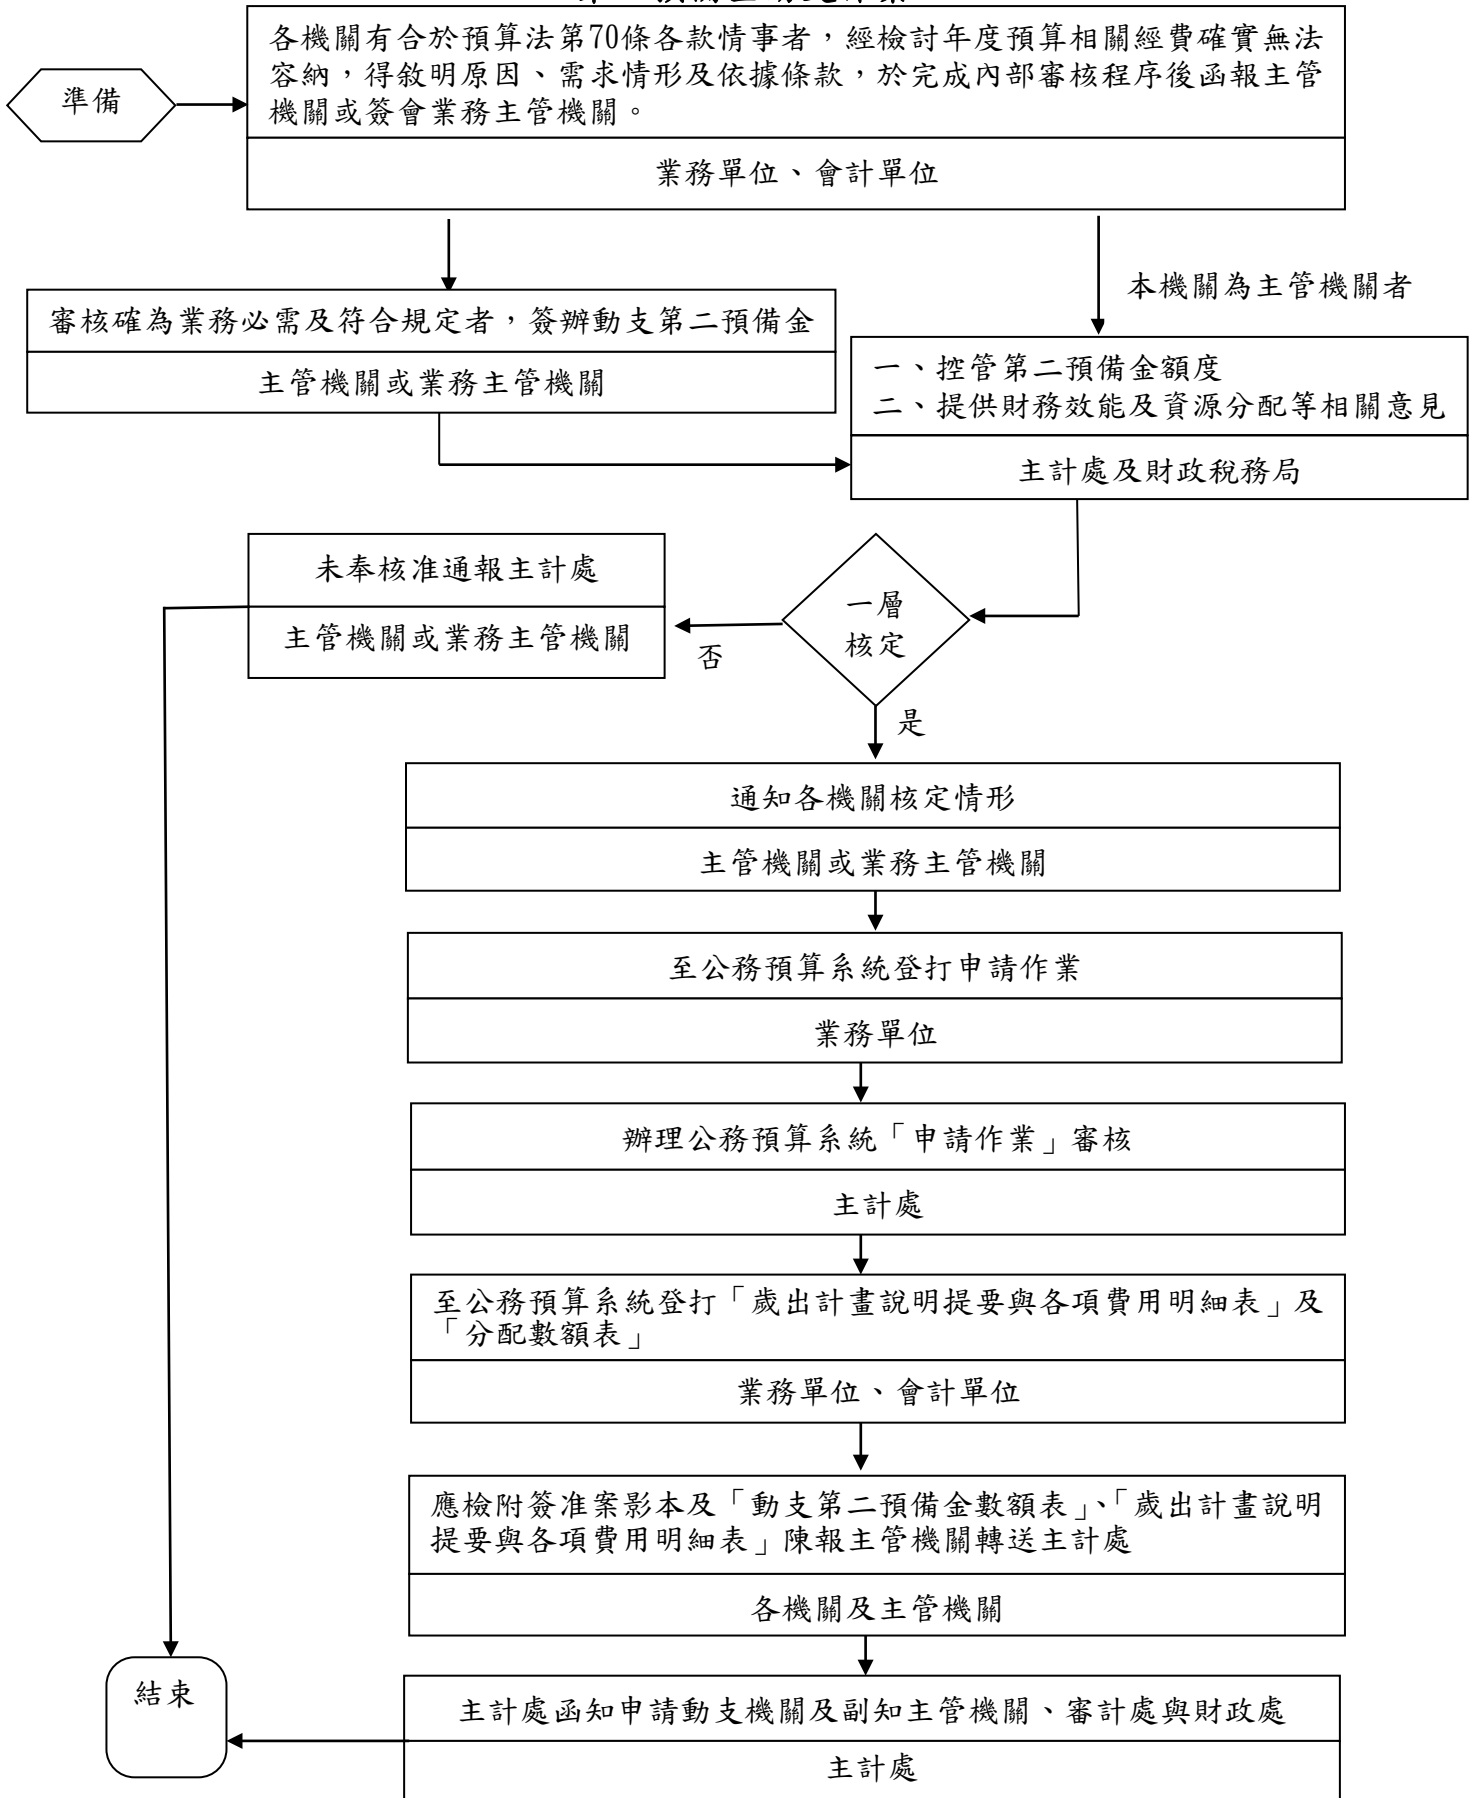 各機關有合於預算法第70條各款情事者，經檢討年度預算相關經費確實無法
容納，得敘明原因、需求情形及依據條款，於完成內部審核程序後函報主管
機關或簽會業務主管機關。
準備
業務單位、會計單位
本機關為主管機關者
審核確為業務必需及符合規定者，簽辦動支第二預備金
主管機關或業務主管機關
一、控管第二預備金額度
二、提供財務效能及資源分配等相關意見
主計處及財政稅務局
未奉核准通報主計處
主管機關或業務主管機關
否
一層
核定
是
通知各機關核定情形
主管機關或業務主管機關
至公務預算系統登打申請作業
業務單位
辦理公務預算系統「申請作業」審核
主計處
至公務預算系統登打「歲出計畫說明提要與各項費用明細表」及
「分配數額表」
業務單位、會計單位
應檢附簽准案影本及「動支第二預備金數額表」、「歲出計畫說明
提要與各項費用明細表」陳報主管機關轉送主計處
各機關及主管機關
結束
主計處函知申請動支機關及副知主管機關、審計處與財政處
主計處